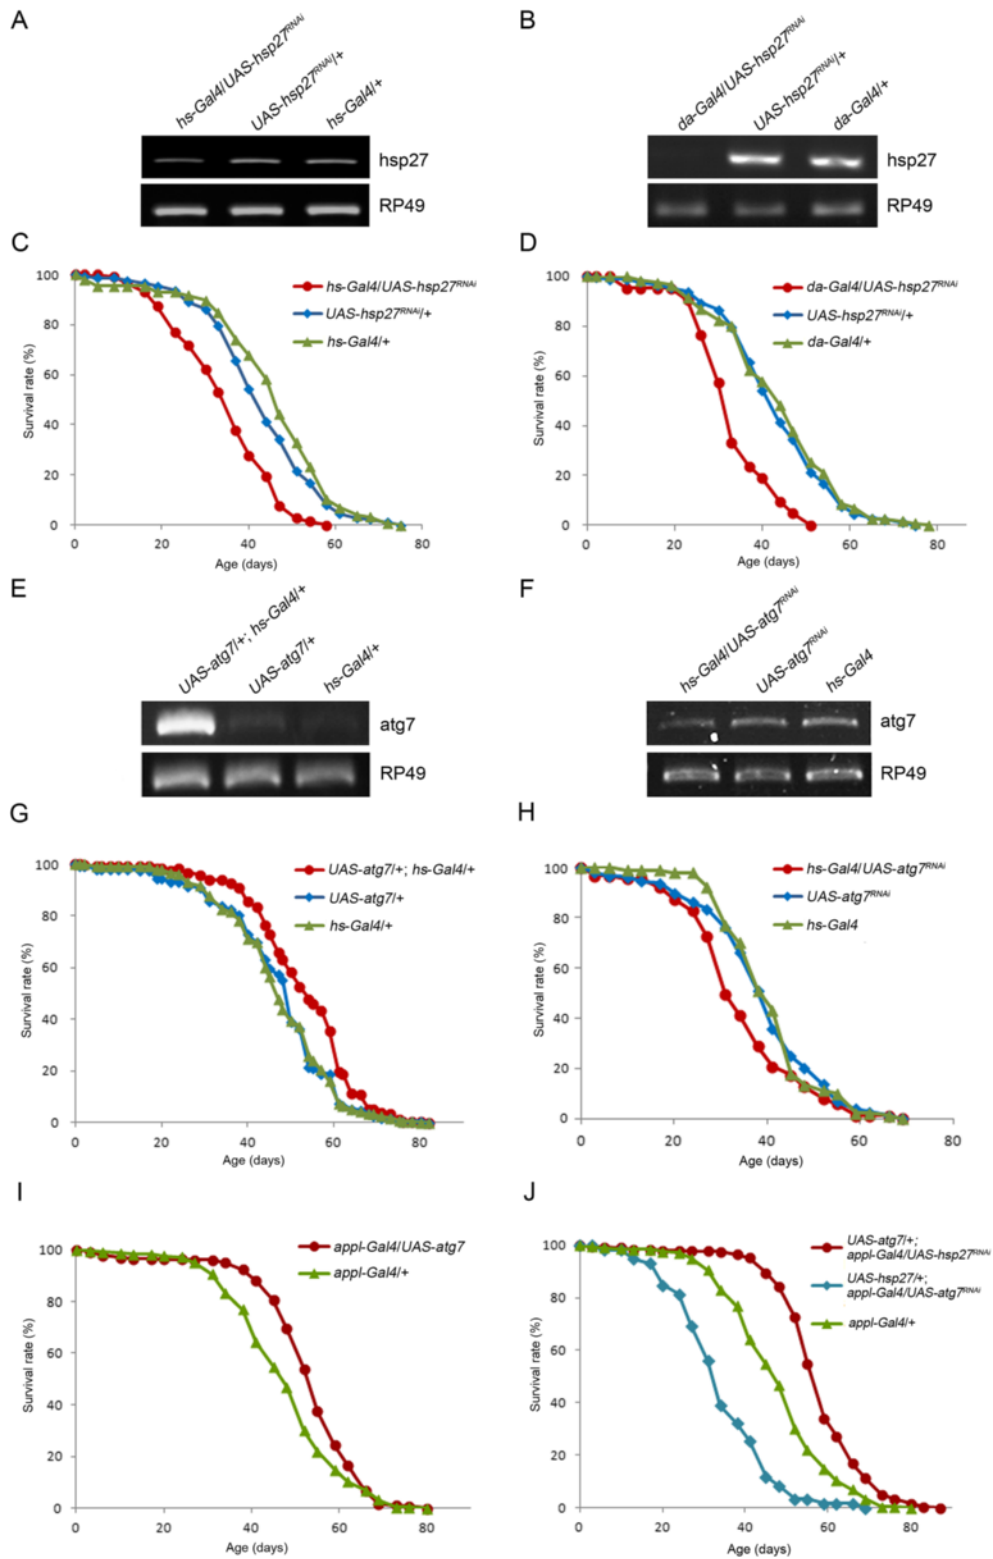 A
hs-Gal4/UAS-hsp27RNAi
UAS-hsp27RNAi/+
hs-Gal4/+
hsp27
RP49
B
da-Gal4/UAS-hsp27RNAi
UAS-hsp27RNAi/+
da-Gal4/+
hsp27
RP49
C
100
80
60
40
20
0
Survival rate (%)
0 20 40 60 80
Age (days)
hs-Gal4/UAS-hsp27RNAi
UAS-hsp27RNAi/+
hs-Gal4/+
D
100
80
60
40
20
0
Survival rate (%)
0 20 40 60 80
Age (days)
da-Gal4/UAS-hsp27RNAi
UAS-hsp27RNAi/+
da-Gal4/+
E
UAS-atg7/+; hs-Gal4/+
UAS-atg7/+
hs-Gal4/+
atg7
RP49
F
hs-Gal4/UAS-atg7RNAi
UAS-atg7RNAi
hs-Gal4
atg7
RP49
G
100
80
60
40
20
0
Survival rate (%)
0 20 40 60 80
Age (days)
UAS-atg7/+; hs-Gal4/+
UAS-atg7/+
hs-Gal4/+
H
100
80
60
40
20
0
Survival rate (%)
0 20 40 60 80
Age (days)
hs-Gal4/UAS-atg7RNAi
UAS-atg7RNAi
hs-Gal4
I
100
80
60
40
20
0
Survival rate (%)
0 20 40 60 80
Age (days)
appl-Gal4/UAS-atg7
appl-Gal4/+
J
100
80
60
40
20
0
Survival rate (%)
0 20 40 60 80
Age (days)
UAS-atg7/+;
appl-Gal4/UAS-hsp27RNAi
UAS-hsp27/+;
appl-Gal4/UAS-atg7RNAi
appl-Gal4/+